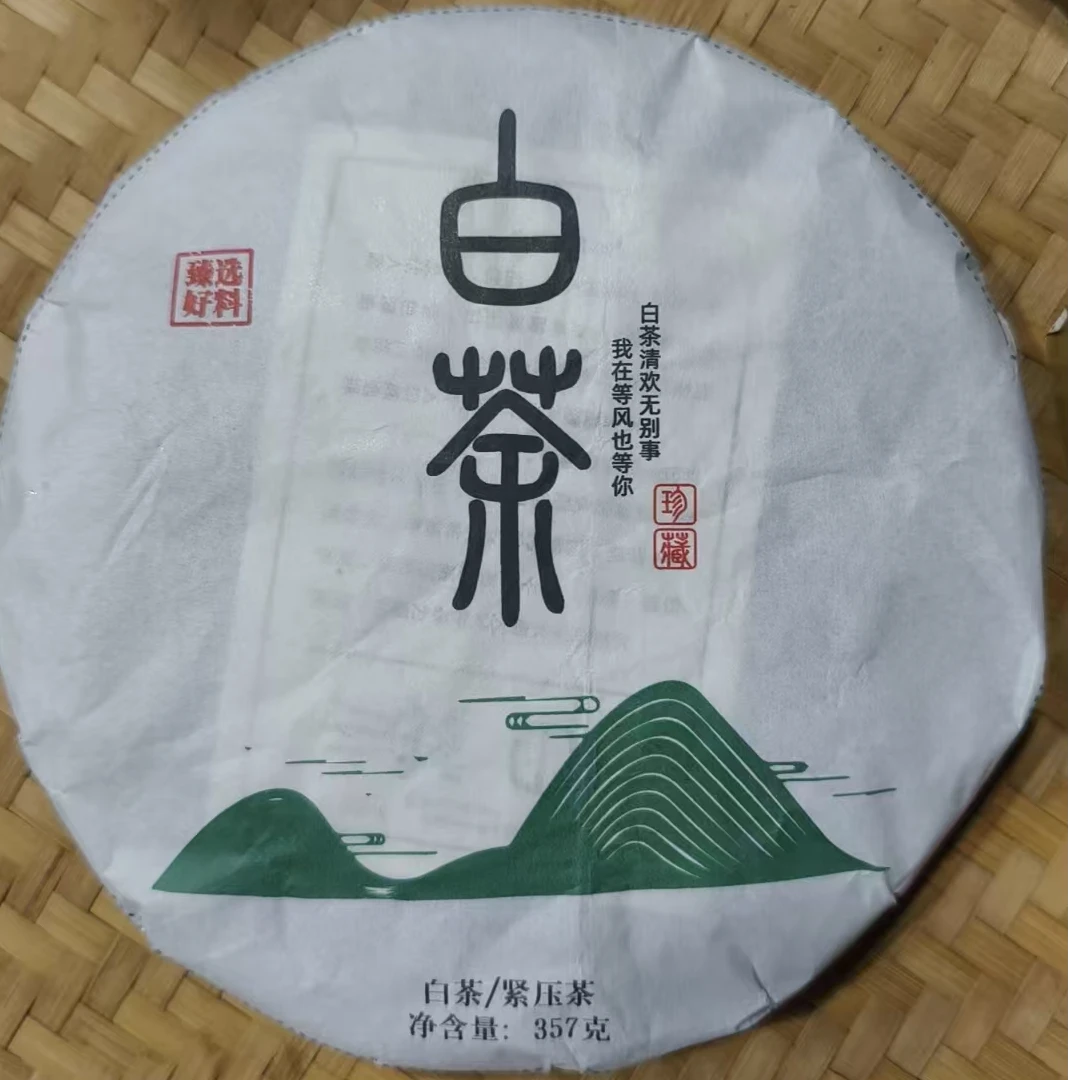 白茶
臻选
好料
白茶清欢无别事
我在等风也等你
珍
藏
白茶/紧压茶
净含量：357克